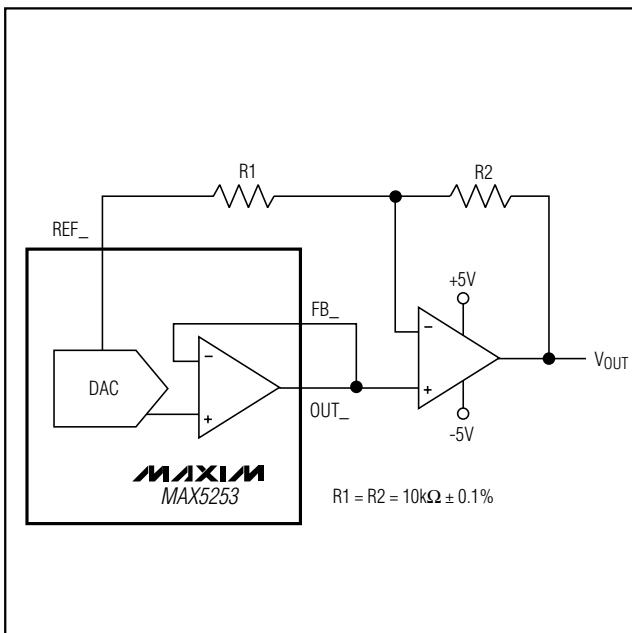 R1
R2
REF_
+5V
FB_
−
−
V_OUT
DAC
+
+
OUT_
-5V
MAXIM
MAX5253
R1 = R2 = 10kΩ ± 0.1%